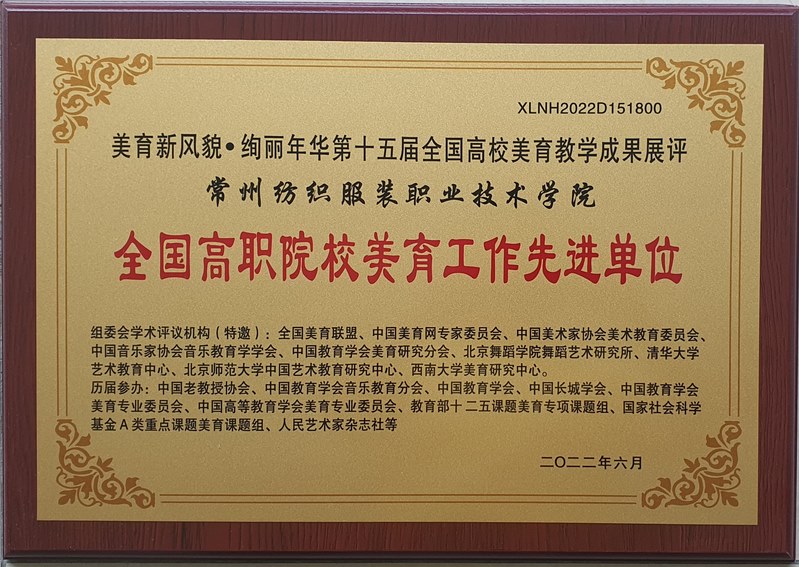 XLNH2022D151800
美育新风貌•绚丽年华第十五届全国高校美育教学成果展评
常州纺织服装职业技术学院
全国高职院校美育工作先进单位
组委会学术评议机构（特邀）：全国美育联盟、中国美育网专家委员会、中国美术家协会美术教育委员会、
中国音乐家协会音乐教育学学会、中国教育学会美育研究分会、北京舞蹈学院舞蹈艺术研究所、清华大学
艺术教育中心、北京师范大学中国艺术教育研究中心、西南大学美育研究中心。
历届参办：中国老教授协会、中国教育学会音乐教育分会、中国教育学会、中国长城学会、中国教育学会
美育专业委员会、中国高等教育学会美育专业委员会、教育部十二五课题美育专项课题组、国家社会科学
基金A类重点课题美育课题组、人民艺术家杂志社等
二〇二二年六月